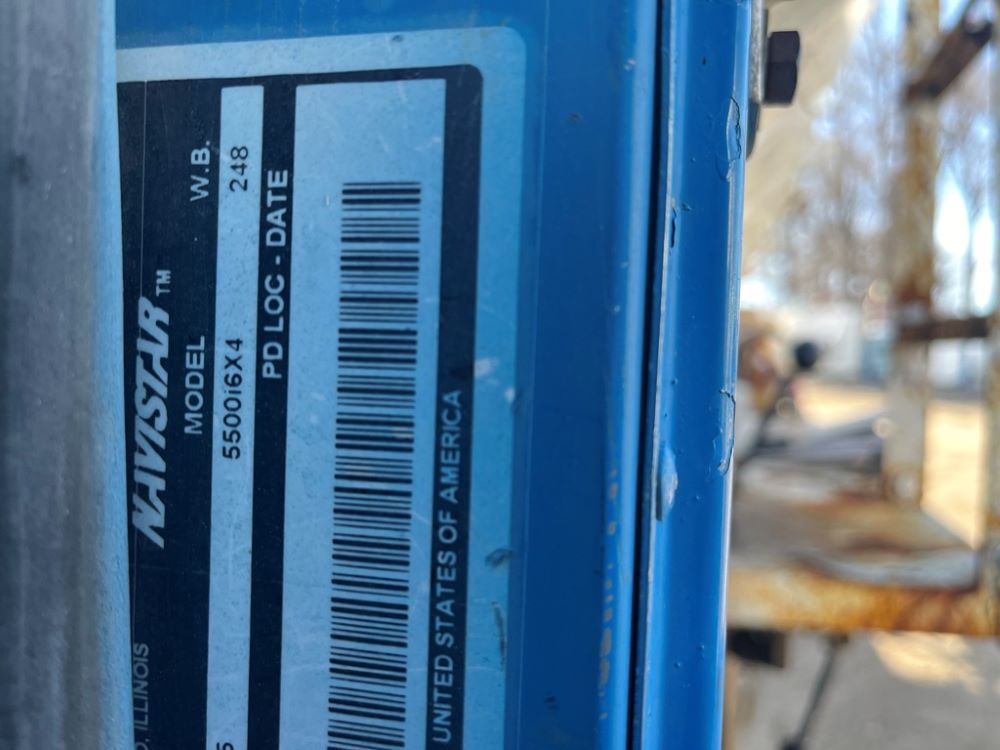 , ILLINOIS NAVISTAR™
MODEL W.B.
5500i6X4 248
PD LOC - DATE
UNITED STATES OF AMERICA